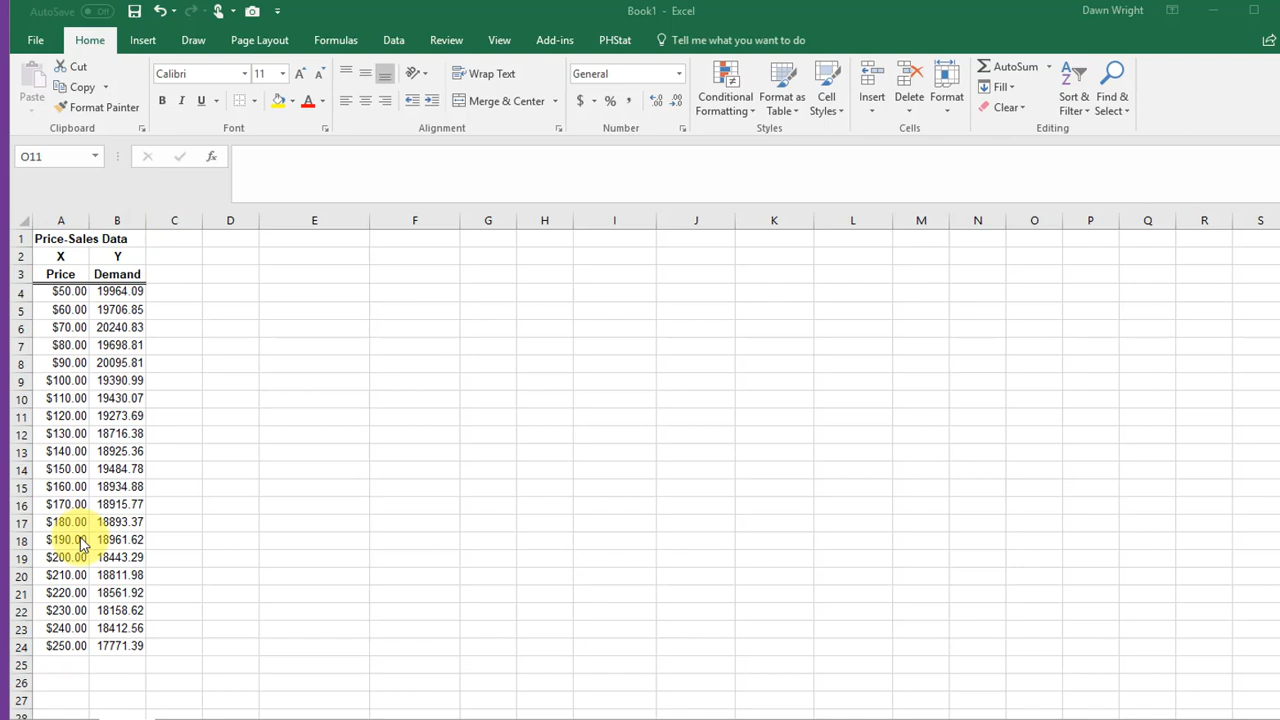 AutoSave Off Book1 - Excel Dawn Wright
File Home Insert Draw Page Layout Formulas Data Review View Add-ins PHStat Tell me what you want to do
Paste Cut Copy Format Painter Clipboard
Calibri 11 B I U A Font
Wrap Text Merge & Center Alignment
General $ % , Number
Conditional Formatting Format as Table Cell Styles Styles
Insert Delete Format Cells
AutoSum Fill Clear Sort & Filter Find & Select Editing
O11 fx
A B C D E F G H I J K L M N O P Q R S
1 Price-Sales Data
2 X Y
3 Price Demand
4 $50.00 19964.09
5 $60.00 19706.85
6 $70.00 20240.83
7 $80.00 19698.81
8 $90.00 20095.81
9 $100.00 19390.99
10 $110.00 19430.07
11 $120.00 19273.69
12 $130.00 18716.38
13 $140.00 18925.36
14 $150.00 19484.78
15 $160.00 18934.88
16 $170.00 18915.77
17 $180.00 18893.37
18 $190.00 18961.62
19 $200.00 18443.29
20 $210.00 18811.98
21 $220.00 18561.92
22 $230.00 18158.62
23 $240.00 18412.56
24 $250.00 17771.39
25
26
27
28